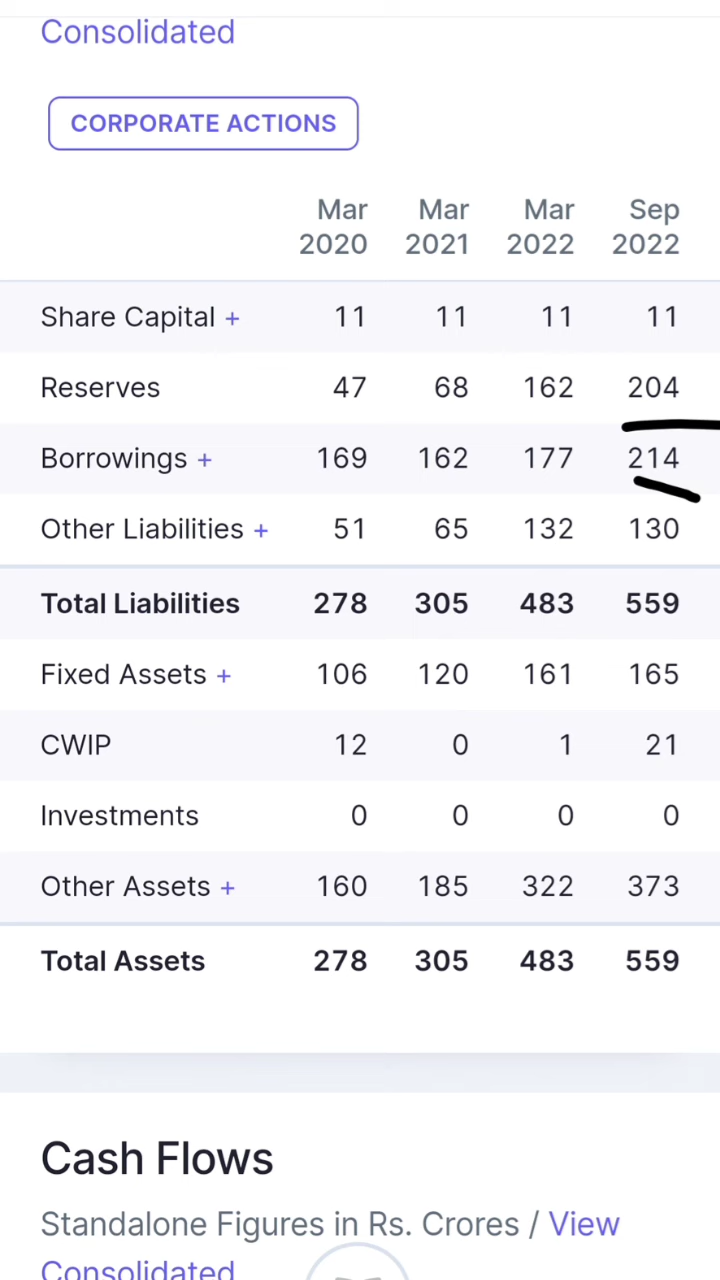 Consolidated
CORPORATE ACTIONS
Mar Mar Mar Sep
2020 2021 2022 2022
Share Capital + 11 11 11 11
Reserves 47 68 162 204
Borrowings + 169 162 177 214
Other Liabilities + 51 65 132 130
Total Liabilities 278 305 483 559
Fixed Assets + 106 120 161 165
CWIP 12 0 1 21
Investments 0 0 0 0
Other Assets + 160 185 322 373
Total Assets 278 305 483 559
Cash Flows
Standalone Figures in Rs. Crores / View
Consolidated